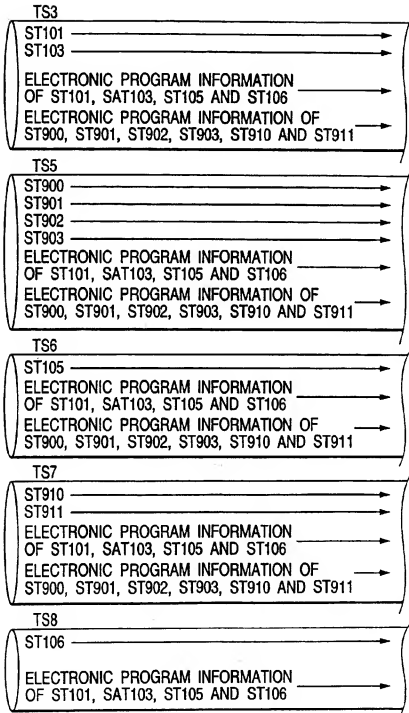 TS3
ST101
ST103
ELECTRONIC PROGRAM INFORMATION
OF ST101, SAT103, ST105 AND ST106
ELECTRONIC PROGRAM INFORMATION OF
ST900, ST901, ST902, ST903, ST910 AND ST911
TS5
ST900
ST901
ST902
ST903
ELECTRONIC PROGRAM INFORMATION
OF ST101, SAT103, ST105 AND ST106
ELECTRONIC PROGRAM INFORMATION OF
ST900, ST901, ST902, ST903, ST910 AND ST911
TS6
ST105
ELECTRONIC PROGRAM INFORMATION
OF ST101, SAT103, ST105 AND ST106
ELECTRONIC PROGRAM INFORMATION OF
ST900, ST901, ST902, ST903, ST910 AND ST911
TS7
ST910
ST911
ELECTRONIC PROGRAM INFORMATION
OF ST101, SAT103, ST105 AND ST106
ELECTRONIC PROGRAM INFORMATION OF
ST900, ST901, ST902, ST903, ST910 AND ST911
TS8
ST106
ELECTRONIC PROGRAM INFORMATION
OF ST101, SAT103, ST105 AND ST106